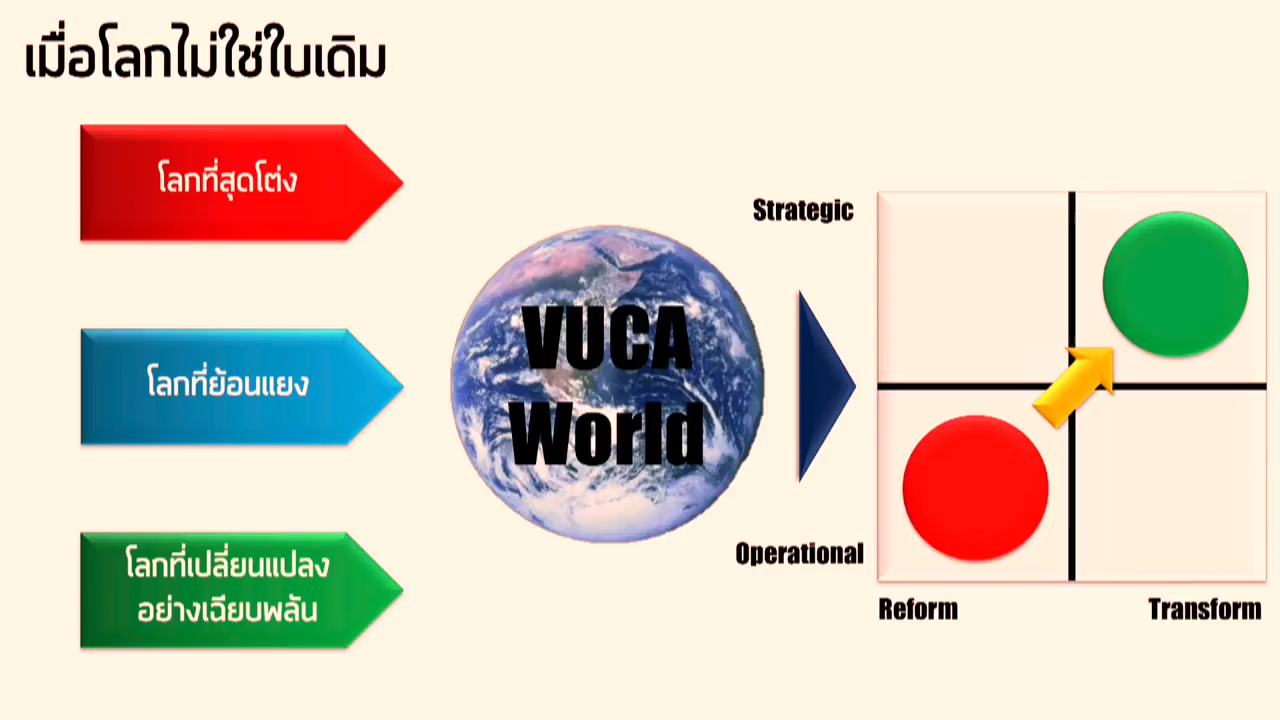 เมื่อโลกไม่ใช่ใบเดิม
โลกที่สุดโต่ง
โลกที่ย้อนแยง
โลกที่เปลี่ยนแปลง
อย่างเฉียบพลัน
VUCA
World
Strategic
Operational
Reform
Transform